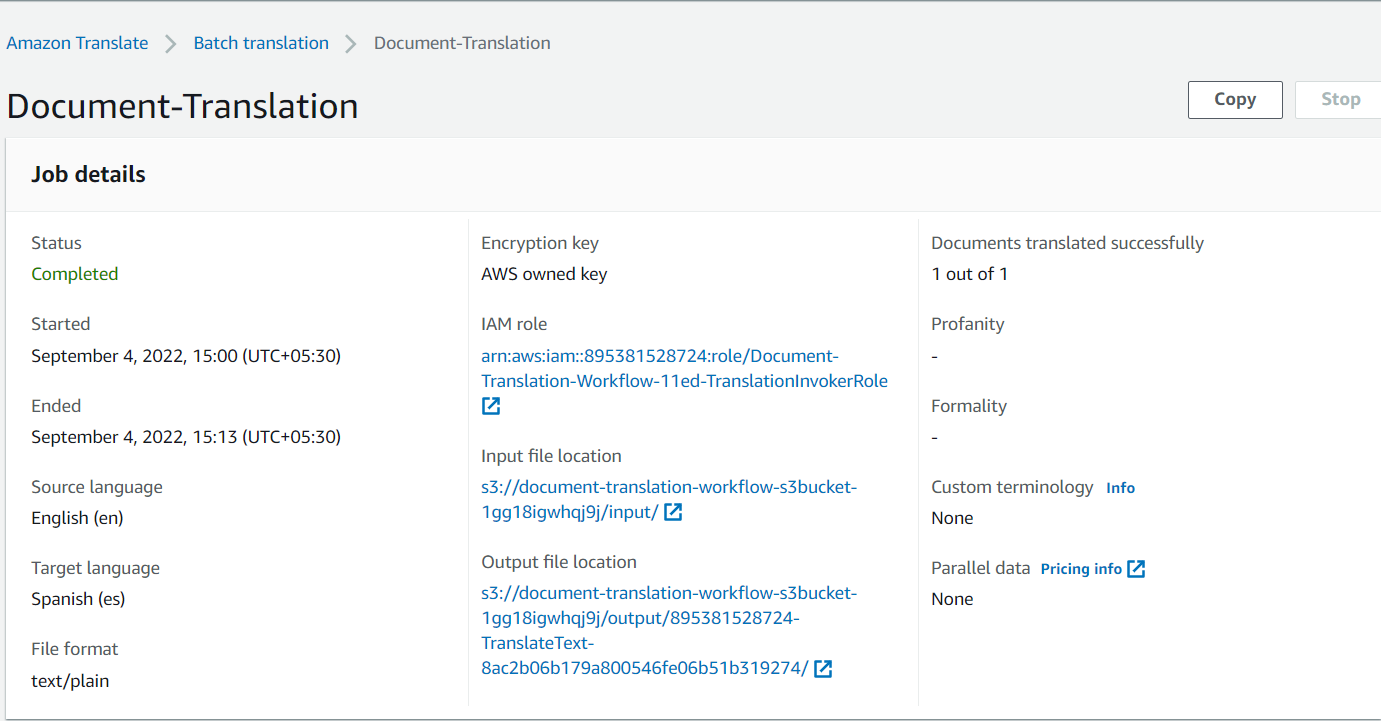 Amazon Translate > Batch translation > Document-Translation
Document-Translation
Copy
Stop
Job details
Status
Completed
Started
September 4, 2022, 15:00 (UTC+05:30)
Ended
September 4, 2022, 15:13 (UTC+05:30)
Source language
English (en)
Target language
Spanish (es)
File format
text/plain
Encryption key
AWS owned key
IAM role
arn:aws:iam::895381528724:role/Document-
Translation-Workflow-11ed-TranslationInvokerRole
Input file location
s3://document-translation-workflow-s3bucket-
1gg18igwhqj9j/input/
Output file location
s3://document-translation-workflow-s3bucket-
1gg18igwhqj9j/output/895381528724-
TranslateText-
8ac2b06b179a800546fe06b51b319274/
Documents translated successfully
1 out of 1
Profanity
-
Formality
-
Custom terminology Info
None
Parallel data Pricing info
None